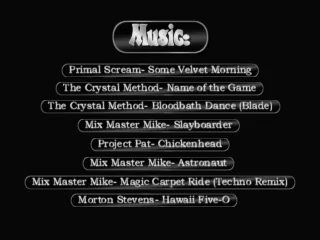 Music:
Primal Scream- Some Velvet Morning
The Crystal Method- Name of the Game
The Crystal Method- Bloodbath Dance (Blade)
Mix Master Mike- Slayboarder
Project Pat- Chickenhead
Mix Master Mike- Astronaut
Mix Master Mike- Magic Carpet Ride (Techno Remix)
Morton Stevens- Hawaii Five-O